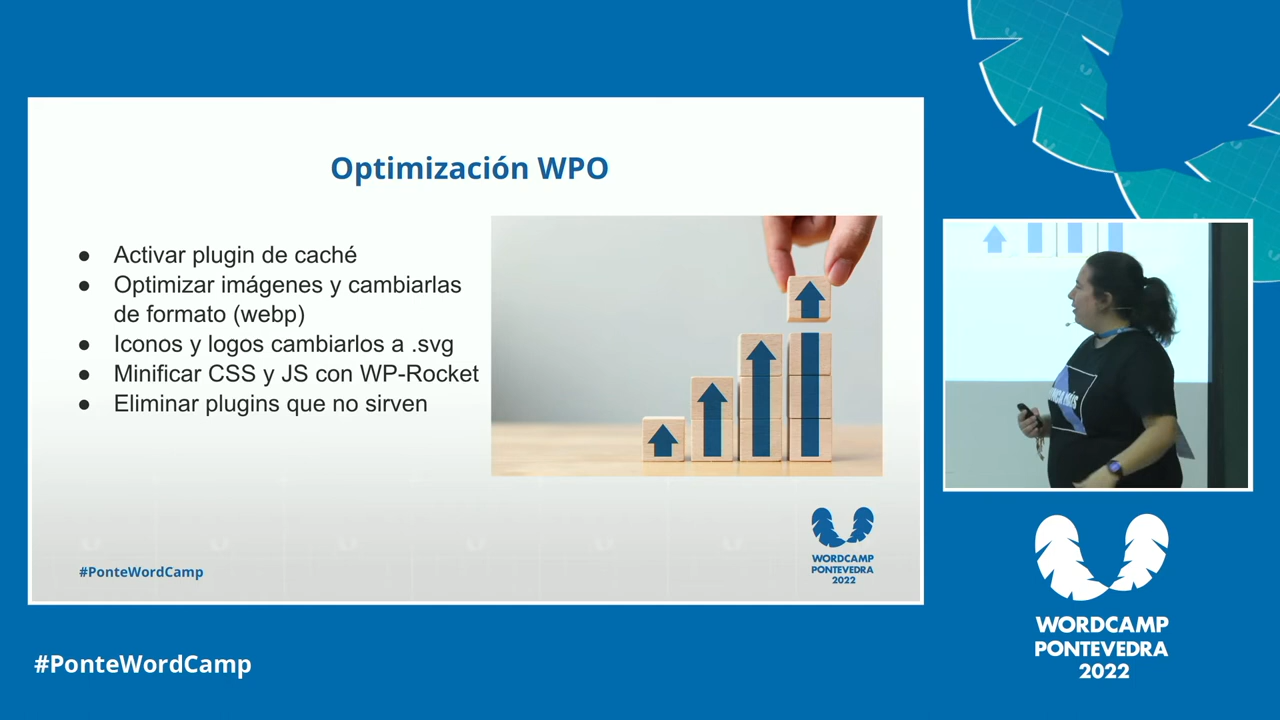 Optimización WPO
● Activar plugin de caché
● Optimizar imágenes y cambiarlas
de formato (webp)
● Iconos y logos cambiarlos a .svg
● Minificar CSS y JS con WP-Rocket
● Eliminar plugins que no sirven
#PonteWordCamp
WORDCAMP
PONTEVEDRA
2022
#PonteWordCamp
WORDCAMP
PONTEVEDRA
2022